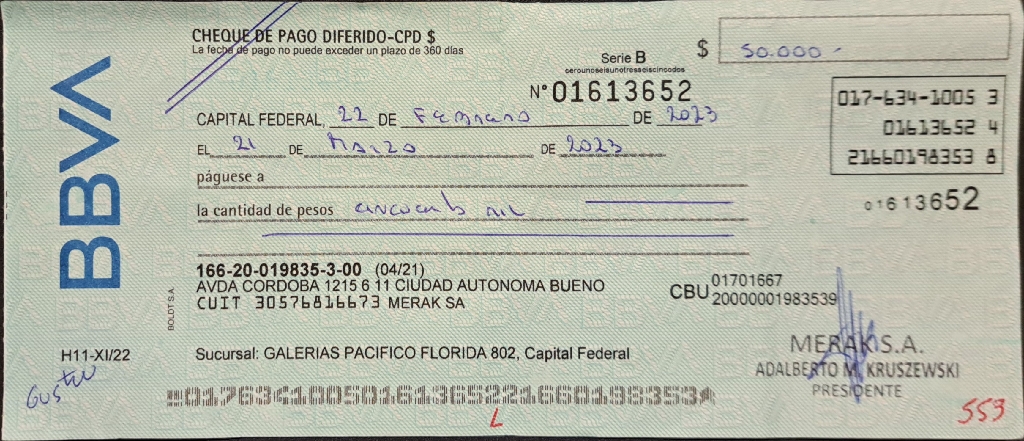 BBVA
CHEQUE DE PAGO DIFERIDO-CPD $
La fecha de pago no puede exceder un plazo de 360 días
Serie B
cerounoseisunotresseiscincodos
$ 50.000-
N° 01613652
017-634-1005 3
01613652 4
21660198353 8
CAPITAL FEDERAL, 22 DE Febrero DE 2023
EL 21 DE Marzo DE 2023
páguese a
01613652
la cantidad de pesos cincuenta mil
166-20-019835-3-00 (04/21)
AVDA CORDOBA 1215 6 11 CIUDAD AUTONOMA BUENO
CUIT 30576816673 MERAK SA
CBU 01701667
20000001983539
BOLDT S.A.
H11-XI/22
Sucursal: GALERIAS PACIFICO FLORIDA 802, Capital Federal
MERAK S.A.
ADALBERTO M. KRUSZEWSKI
PRESIDENTE
017634100501613652216601983538
L
553